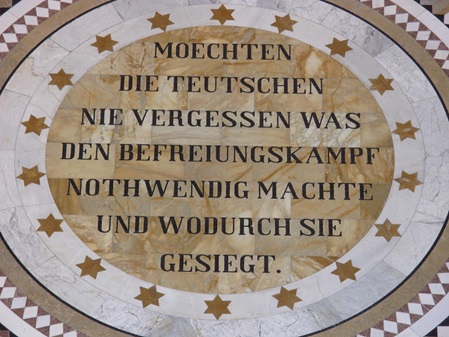 MOECHTEN
DIE TEUTSCHEN
NIE VERGESSEN WAS
DEN BEFREIUNGSKAMPF
NOTHWENDIG MACHTE
UND WODURCH SIE
GESIEGT.